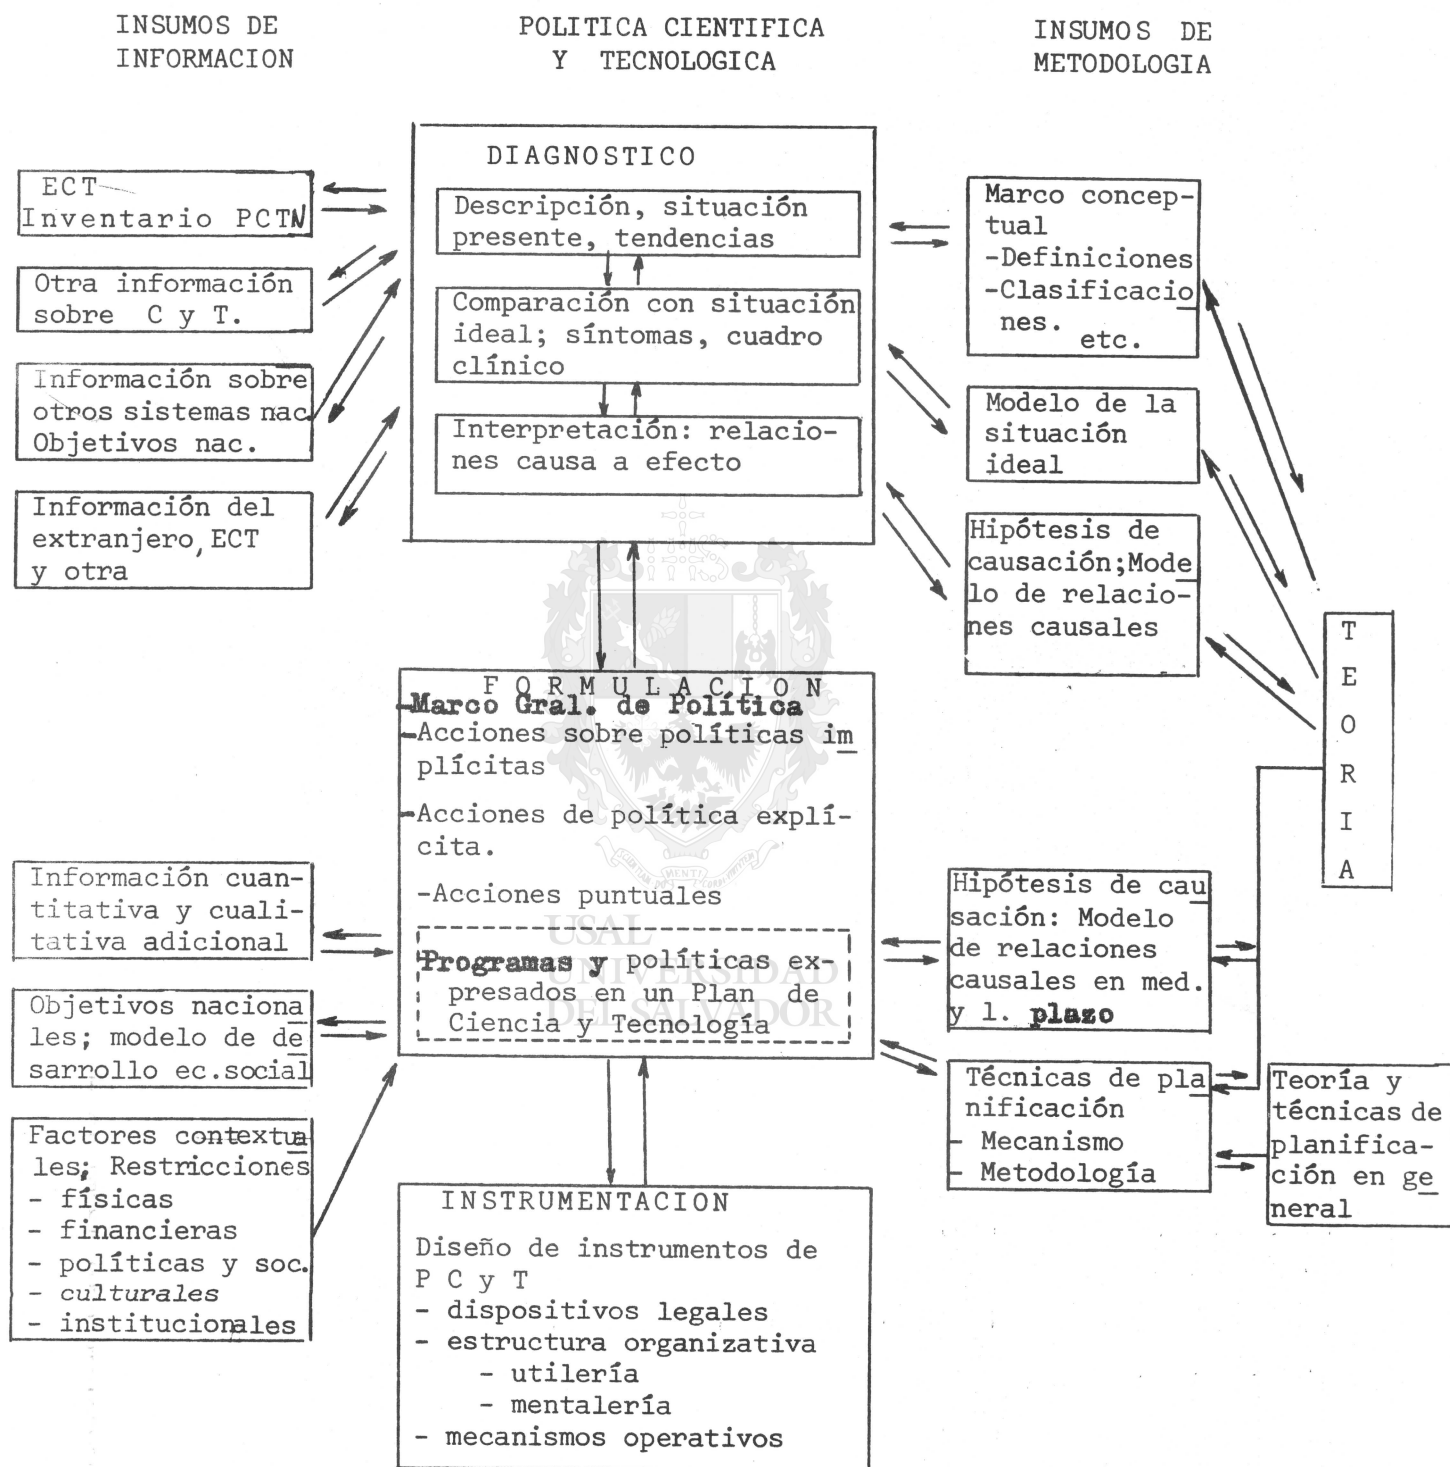 INSUMOS DE
INFORMACION
POLITICA CIENTIFICA
Y TECNOLOGICA
INSUMOS DE
METODOLOGIA
ECT
Inventario PCTN
Otra información
sobre C y T.
Información sobre
otros sistemas nac.
Objetivos nac.
Información del
extranjero, ECT
y otra
DIAGNOSTICO
Descripción, situación
presente, tendencias
Comparación con situación
ideal; síntomas, cuadro
clínico
Interpretación: relacio-
nes causa a efecto
Marco concep-
tual
-Definiciones
-Clasificacio
nes.
etc.
Modelo de la
situación
ideal
Hipótesis de
causación;Mode
lo de relacio-
nes causales
T
E
O
R
I
A
FORMULACION
-Marco Gral. de Política
-Acciones sobre políticas im
plícitas
-Acciones de política explí-
cita.
-Acciones puntuales
Programas y políticas ex-
presados en un Plan de
Ciencia y Tecnología
USAL
UNIVERSIDAD
DEL SALVADOR
Información cuan-
titativa y cuali-
tativa adicional
Objetivos naciona
les; modelo de de
sarrollo ec.social
Factores contextua
les; Restricciones
- físicas
- financieras
- políticas y soc.
- culturales
- institucionales
Hipótesis de cau
sación: Modelo
de relaciones
causales en med.
y l. plazo
Técnicas de pla
nificación
- Mecanismo
- Metodología
Teoría y
técnicas de
planifica-
ción en ge
neral
INSTRUMENTACION
Diseño de instrumentos de
P C y T
- dispositivos legales
- estructura organizativa
- utilería
- mentalería
- mecanismos operativos